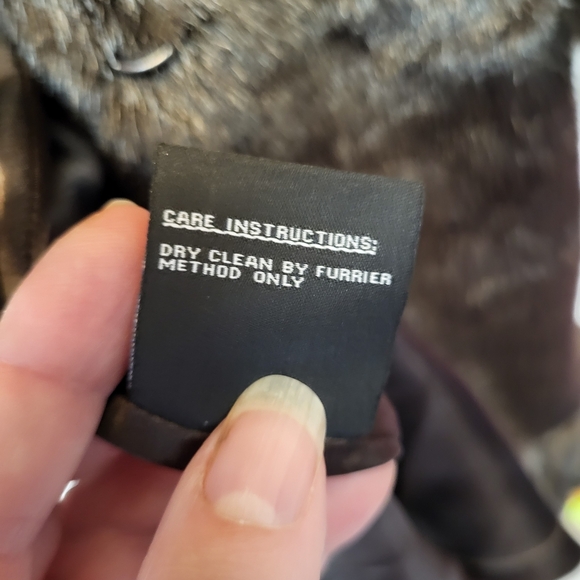 CARE INSTRUCTIONS:
DRY CLEAN BY FURRIER
METHOD ONLY